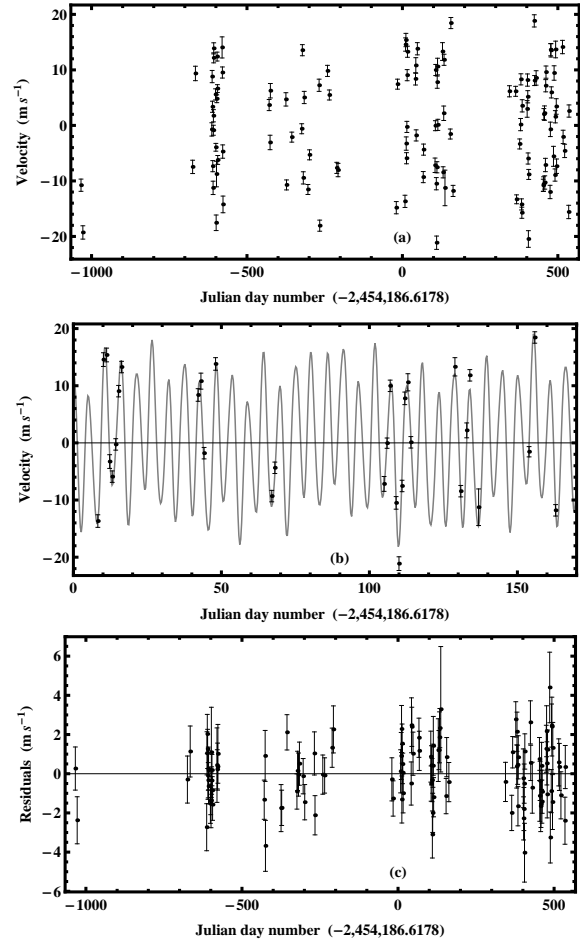 20
10
0
−10
−20
Velocity (m s−1)
(a)
−1000 −500 0 500
Julian day number (−2,454,186.6178)
20
10
0
−10
−20
Velocity (m s−1)
(b)
0 50 100 150
Julian day number (−2,454,186.6178)
6
4
2
0
−2
−4
−6
Residuals (m s−1)
(c)
−1000 −500 0 500
Julian day number (−2,454,186.6178)